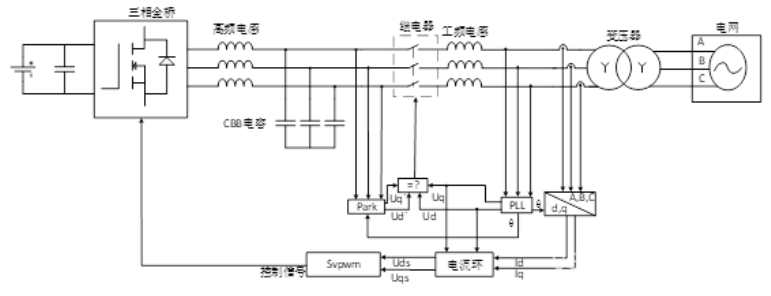 三相全桥
高频电感
继电器
工频电感
变压器
电网
A
B
C
Y Y
CBB电容
=?
Uq
Uq
A,B,C
Park
Ud
Ud
PLL
θ
d,q
θ
控制信号
Svpwm
Uds
Uqs
电流环
Id
Iq